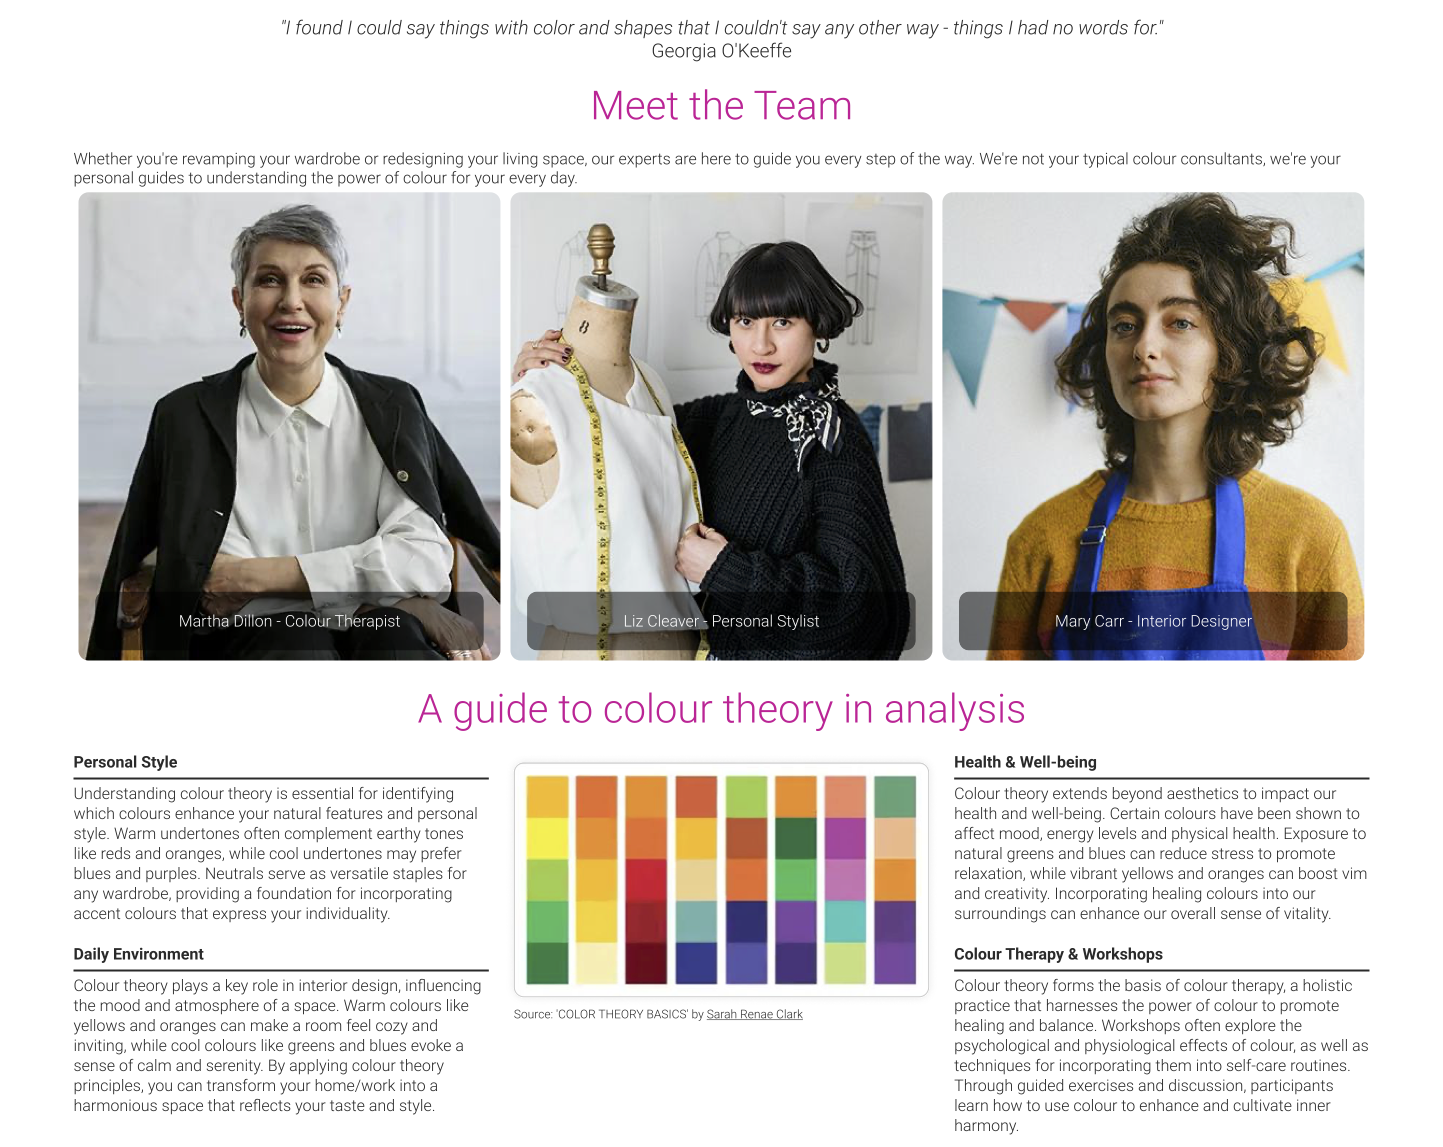 "I found I could say things with color and shapes that I couldn't say any other way - things I had no words for."
Georgia O'Keeffe
Meet the Team
Whether you're revamping your wardrobe or redesigning your living space, our experts are here to guide you every step of the way. We're not your typical colour consultants, we're your
personal guides to understanding the power of colour for your every day.
8
Martha Dillon - Colour Therapist
Liz Cleaver - Personal Stylist
Mary Carr - Interior Designer
A guide to colour theory in analysis
Personal Style
Understanding colour theory is essential for identifying
which colours enhance your natural features and personal
style. Warm undertones often complement earthy tones
like reds and oranges, while cool undertones may prefer
blues and purples. Neutrals serve as versatile staples for
any wardrobe, providing a foundation for incorporating
accent colours that express your individuality.
Daily Environment
Colour theory plays a key role in interior design, influencing
the mood and atmosphere of a space. Warm colours like
yellows and oranges can make a room feel cozy and
inviting, while cool colours like greens and blues evoke a
sense of calm and serenity. By applying colour theory
principles, you can transform your home/work into a
harmonious space that reflects your taste and style.
Source: 'COLOR THEORY BASICS' by Sarah Renae Clark
Health & Well-being
Colour theory extends beyond aesthetics to impact our
health and well-being. Certain colours have been shown to
affect mood, energy levels and physical health. Exposure to
natural greens and blues can reduce stress to promote
relaxation, while vibrant yellows and oranges can boost vim
and creativity. Incorporating healing colours into our
surroundings can enhance our overall sense of vitality.
Colour Therapy & Workshops
Colour theory forms the basis of colour therapy, a holistic
practice that harnesses the power of colour to promote
healing and balance. Workshops often explore the
psychological and physiological effects of colour, as well as
techniques for incorporating them into self-care routines.
Through guided exercises and discussion, participants
learn how to use colour to enhance and cultivate inner
harmony.